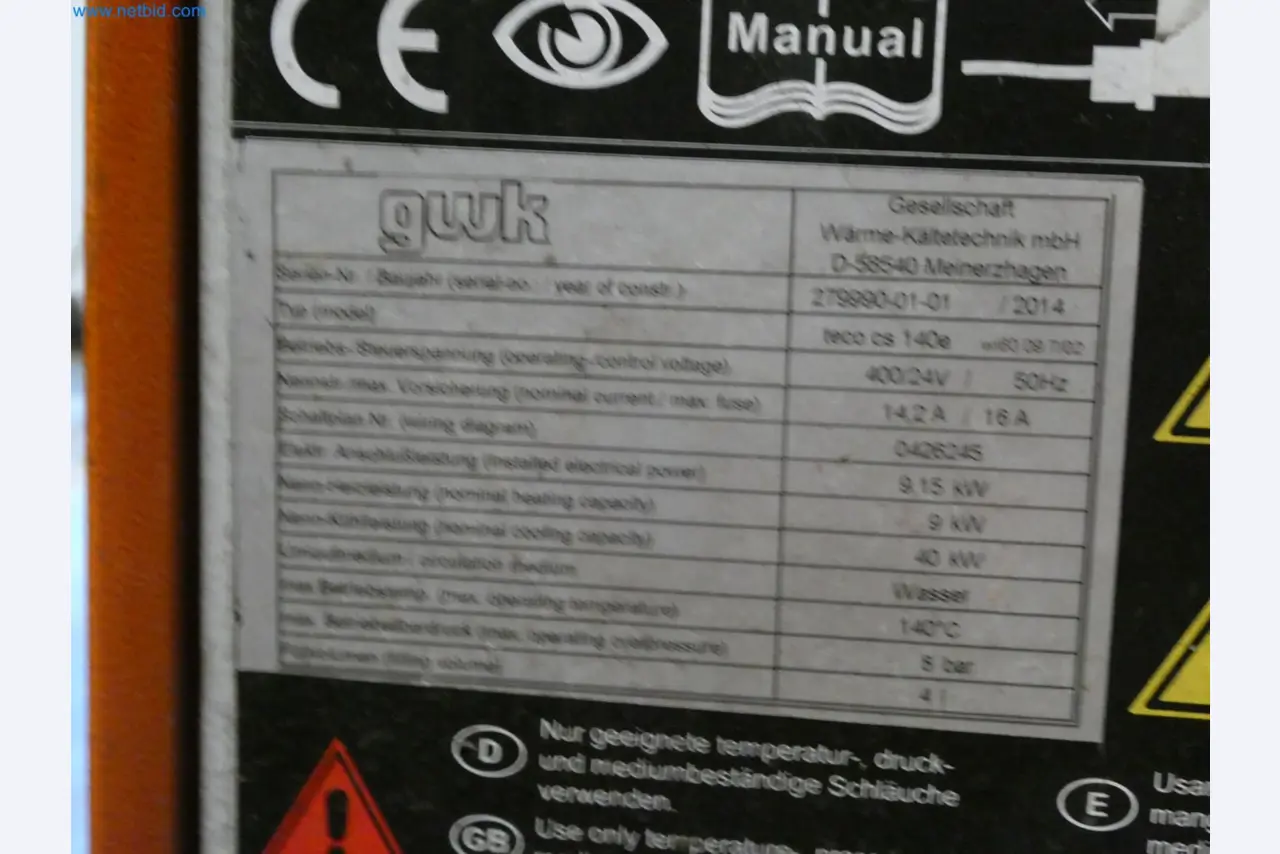 www.netbid.com
CE
Manual
gwk
Gesellschaft
Wärme-Kältetechnik mbH
D-58540 Meinerzhagen
Serien-Nr. / Baujahr (serial-no. / year of constr.) 279990-01-01 / 2014
Typ (model) teco cs 140e
Betriebs-/Steuerspannung (operating-/control voltage) 400/24V / 50Hz
Nennstr./max. Vorsicherung (nominal current / max. fuse) 14,2 A / 16 A
Schaltplan Nr. (wiring diagram) 0426245
Elektr. Anschlußleistung (installed electrical power) 9,15 kW
Nenn-Heizleistung (nominal heating capacity) 9 kW
Nenn-Kühlleistung (nominal cooling capacity) 40 kW
Umlaufmedium - circulation medium Wasser
max. Betriebstemp. (max. operating temperature) 140°C
max. Betriebsüberdruck (max. operating overpressure) bar
Füllvolumen (filling volume) 4 l
D Nur geeignete temperatur-, druck-
und mediumbeständige Schläuche
verwenden.
GB Use only temperature-,
E